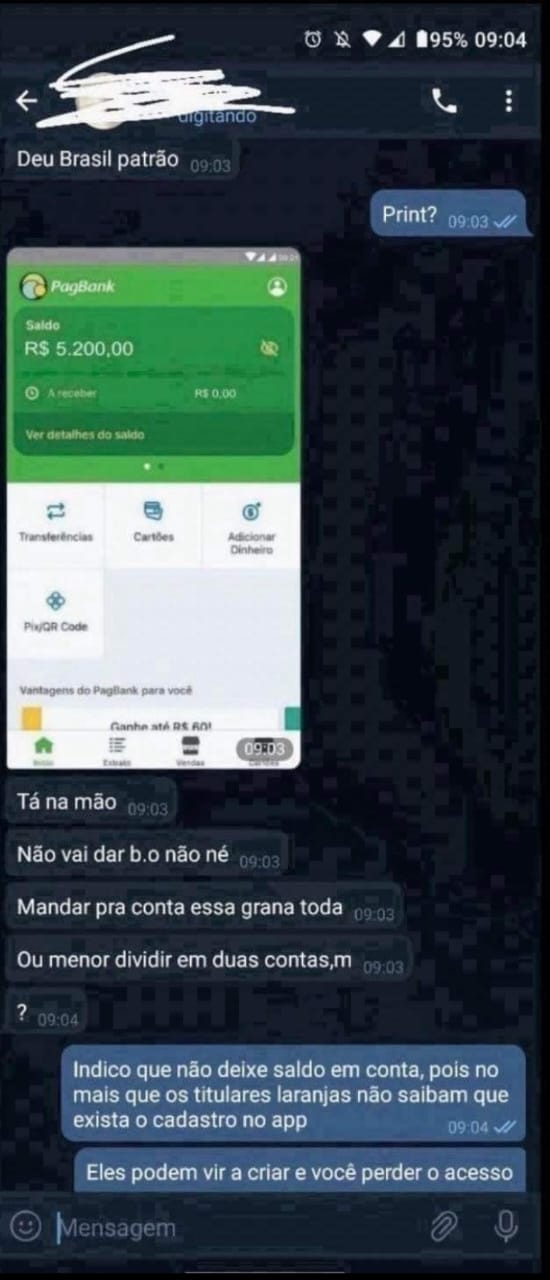 95% 09:04
digitando
Deu Brasil patrão 09:03
Print? 09:03
PagBank
Saldo
R$ 5.200,00
A receber R$ 0,00
Ver detalhes do saldo
Transferências Cartões Adicionar
Dinheiro
Pix/QR Code
Vantagens do PagBank para você
Ganhe até R$ 60!
Início Extrato Vendas
09:03
Tá na mão 09:03
Não vai dar b.o não né 09:03
Mandar pra conta essa grana toda 09:03
Ou menor dividir em duas contas,m 09:03
? 09:04
Indico que não deixe saldo em conta, pois no
mais que os titulares laranjas não saibam que
exista o cadastro no app 09:04
Eles podem vir a criar e você perder o acesso
Mensagem